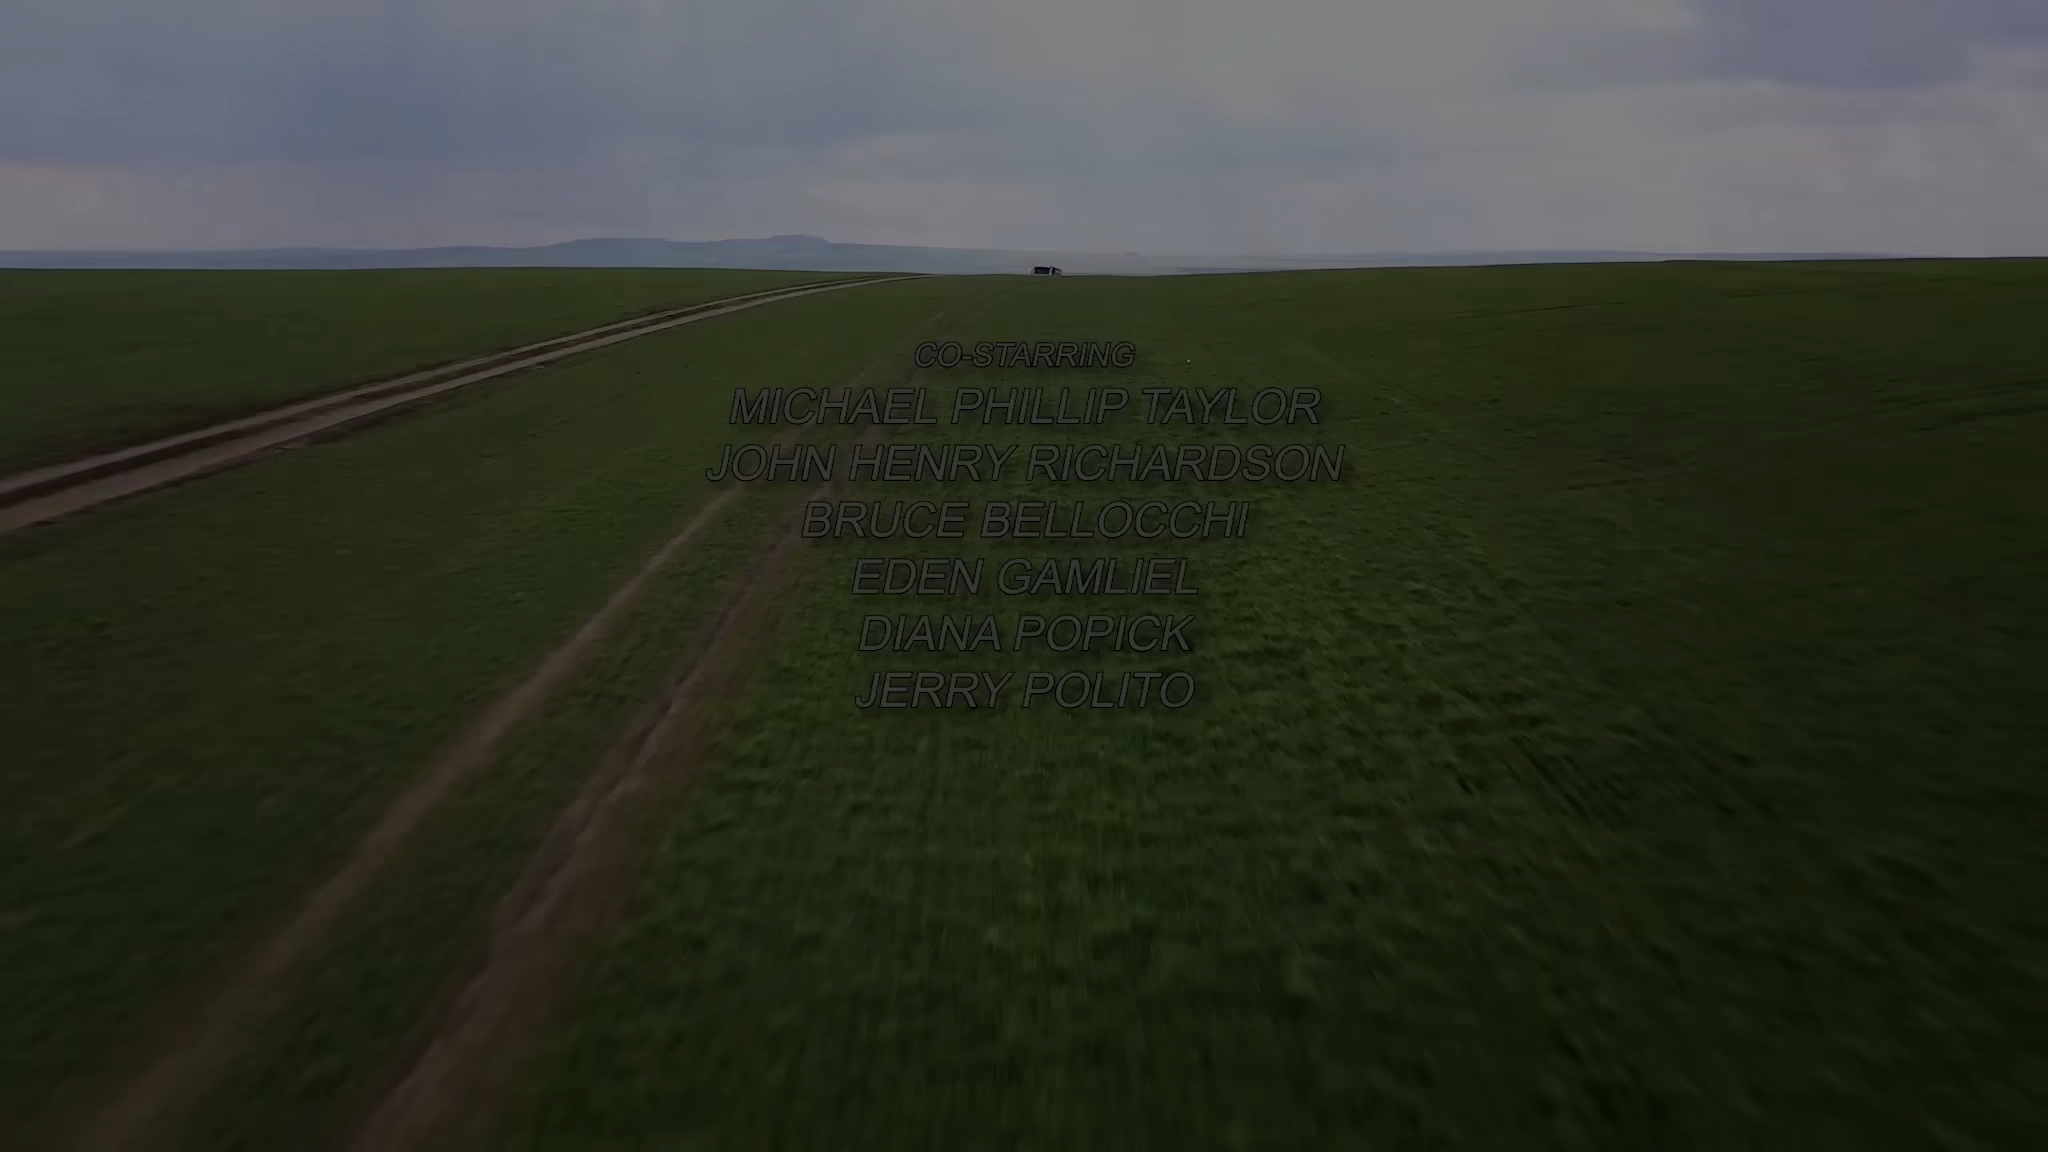 CO-STARRING
MICHAEL PHILLIP TAYLOR
JOHN HENRY RICHARDSON
BRUCE BELLOCCHI
EDEN GAMLIEL
DIANA POPICK
JERRY POLITO